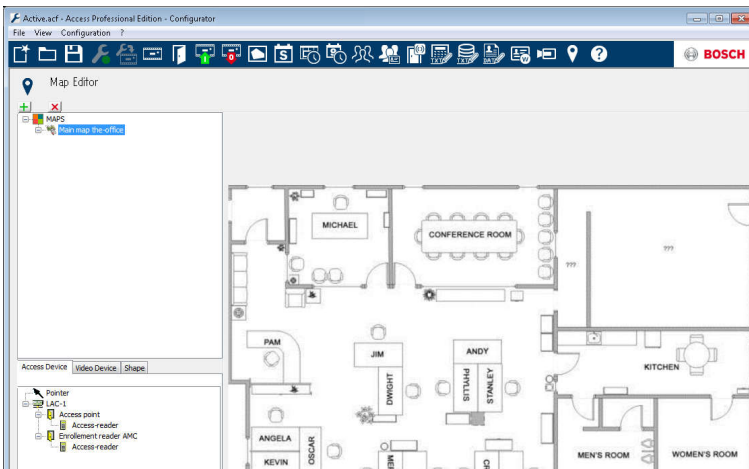 Active.acf - Access Professional Edition - Configurator
File View Configuration ?
BOSCH
Map Editor
MAPS
Main map the-office
Access Device Video Device Shape
Pointer
LAC-1
Access point
Access-reader
Enrollement reader AMC
Access-reader
MICHAEL
CONFERENCE ROOM
???
???
PAM
JIM
ANDY
DWIGHT
PHYLLIS
STANLEY
KITCHEN
ANGELA
OSCAR
KEVIN
MEN'S ROOM
WOMEN'S ROOM